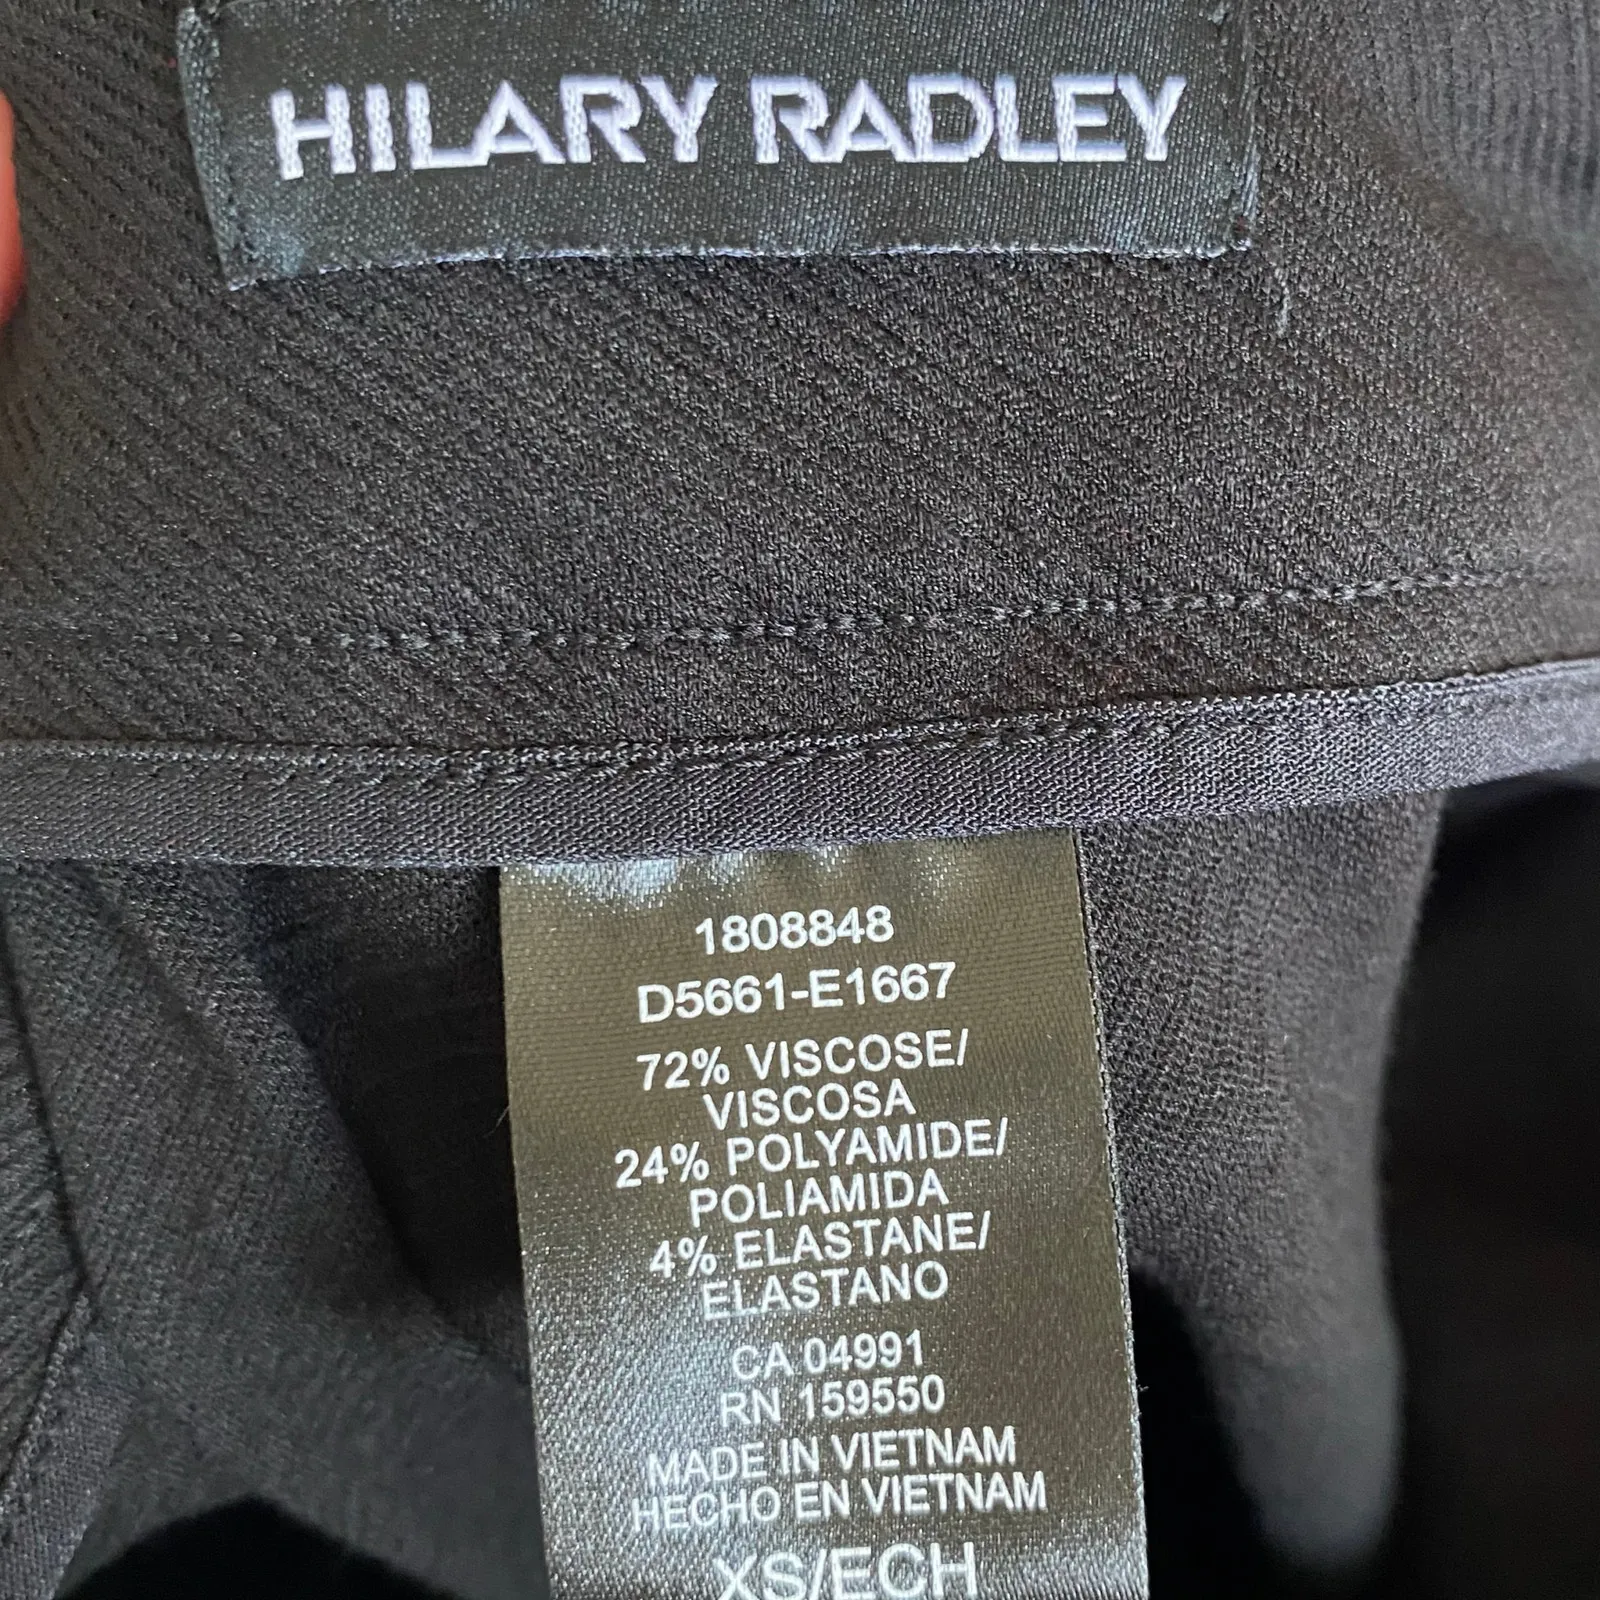 HILARY RADLEY
1808848
D5661-E1667
72% VISCOSE/
VISCOSA
24% POLYAMIDE/
POLIAMIDA
4% ELASTANE/
ELASTANO
CA 04991
RN 159550
MADE IN VIETNAM
HECHO EN VIETNAM
XS/ECH